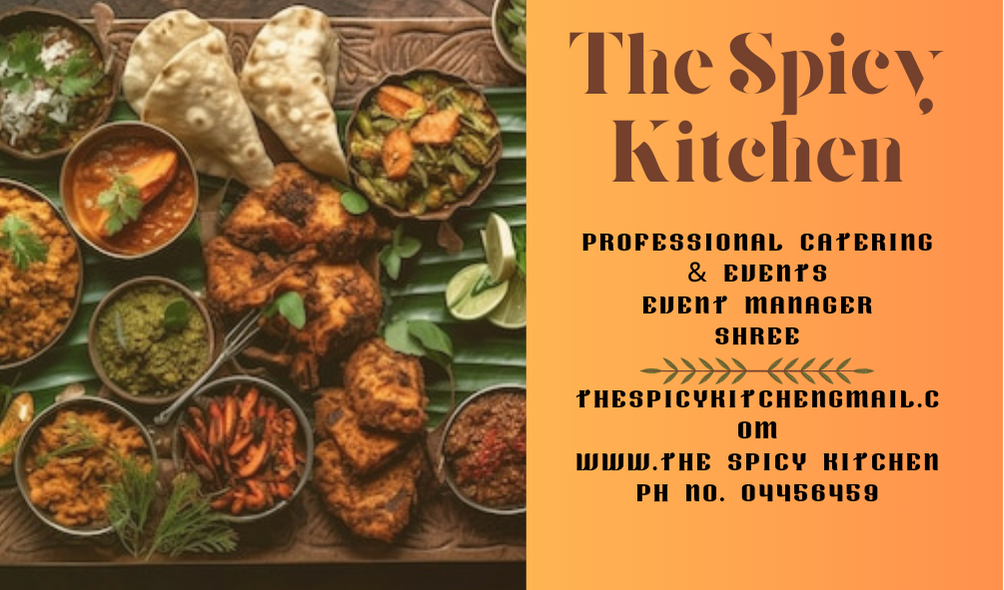 The Spicy
Kitchen
PROFESSIONAL CATERING
& EVENTS
EVENT MANAGER
SHREE
THESPICYKITCHENGMAIL.C
OM
WWW.THE SPICY KITCHEN
PH NO. 04456459